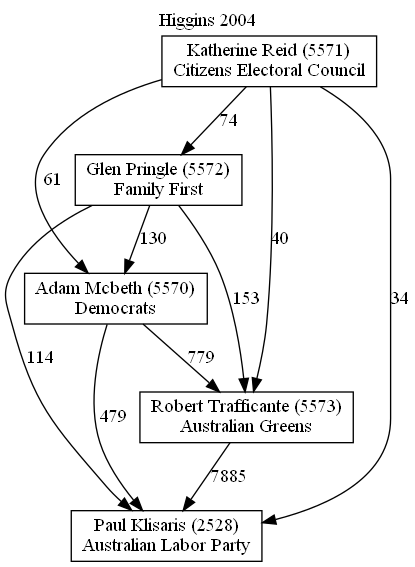 Higgins 2004
Katherine Reid (5571)
Citizens Electoral Council
74
Glen Pringle (5572)
Family First
61
130
40
Adam Mcbeth (5570)
Democrats
153
34
114
779
479
Robert Trafficante (5573)
Australian Greens
7885
Paul Klisaris (2528)
Australian Labor Party